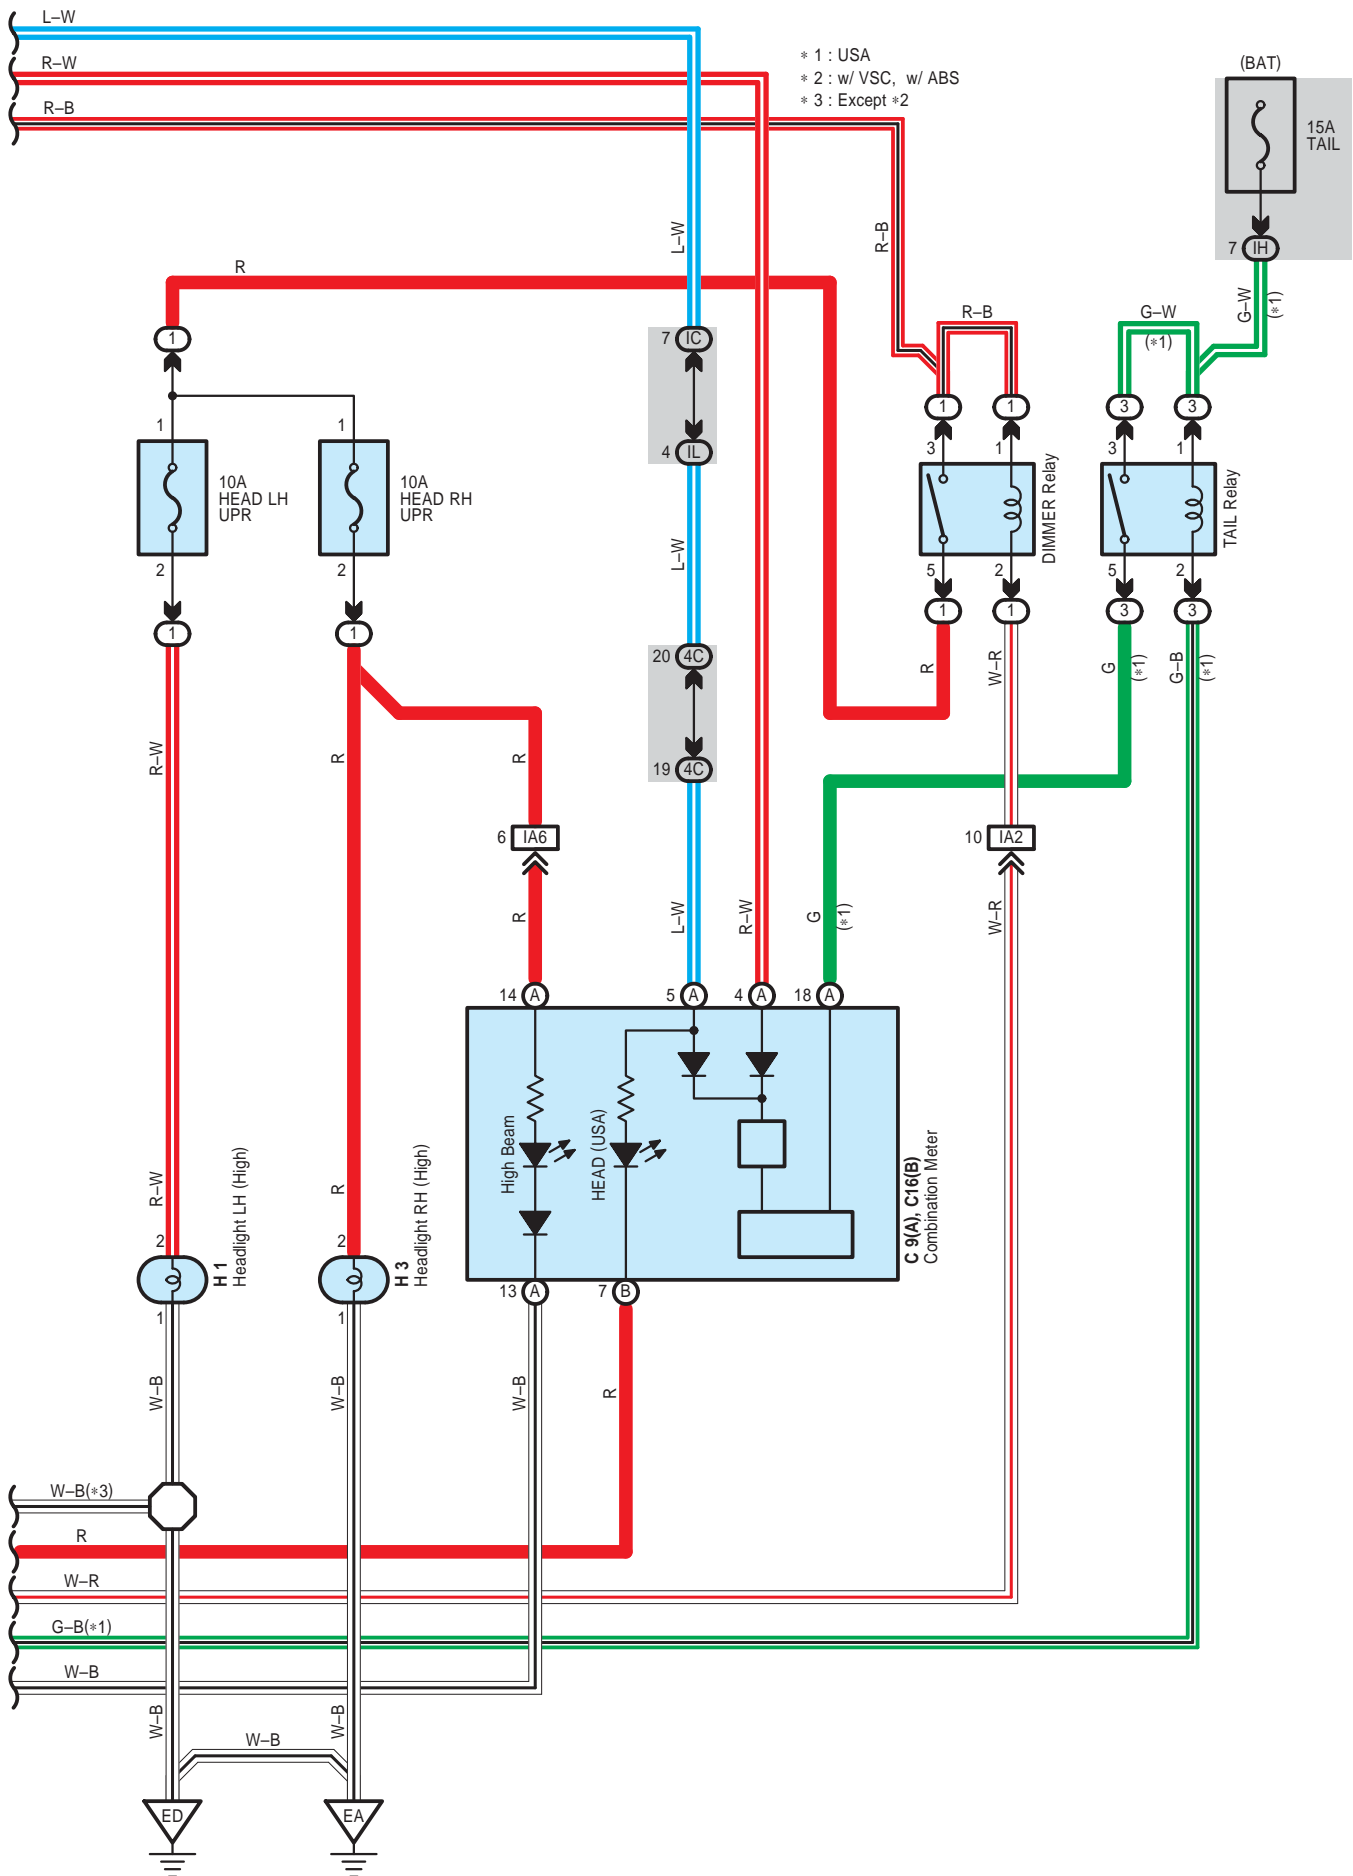 L–W
R–W
R–B
∗ 1 : USA
∗ 2 : w/ VSC, w/ ABS
∗ 3 : Except ∗2
(BAT)
15A
TAIL
7 IH
G–W
(∗1)
L–W
R–B
R
R–B
G–W
(∗1)
1
7 IC
4 IL
1
1
3
3
1
1
3
1
3
1
10A
HEAD LH
UPR
10A
HEAD RH
UPR
DIMMER Relay
TAIL Relay
2
2
5
2
5
2
1
1
1
1
3
3
L–W
20 4C
19 4C
R
W–R
G
(∗1)
G–B
(∗1)
R–W
R
R
6 IA6
10 IA2
R
L–W
R–W
G
(∗1)
W–R
14 A
5 A
4 A
18 A
High Beam
HEAD (USA)
C 9(A), C16(B)
Combination Meter
R–W
R
2
2
H 1
Headlight LH (High)
H 3
Headlight RH (High)
1
1
13 A
7 B
W–B
W–B
W–B
R
W–B(∗3)
R
W–R
G–B(∗1)
W–B
W–B
W–B
W–B
ED
EA